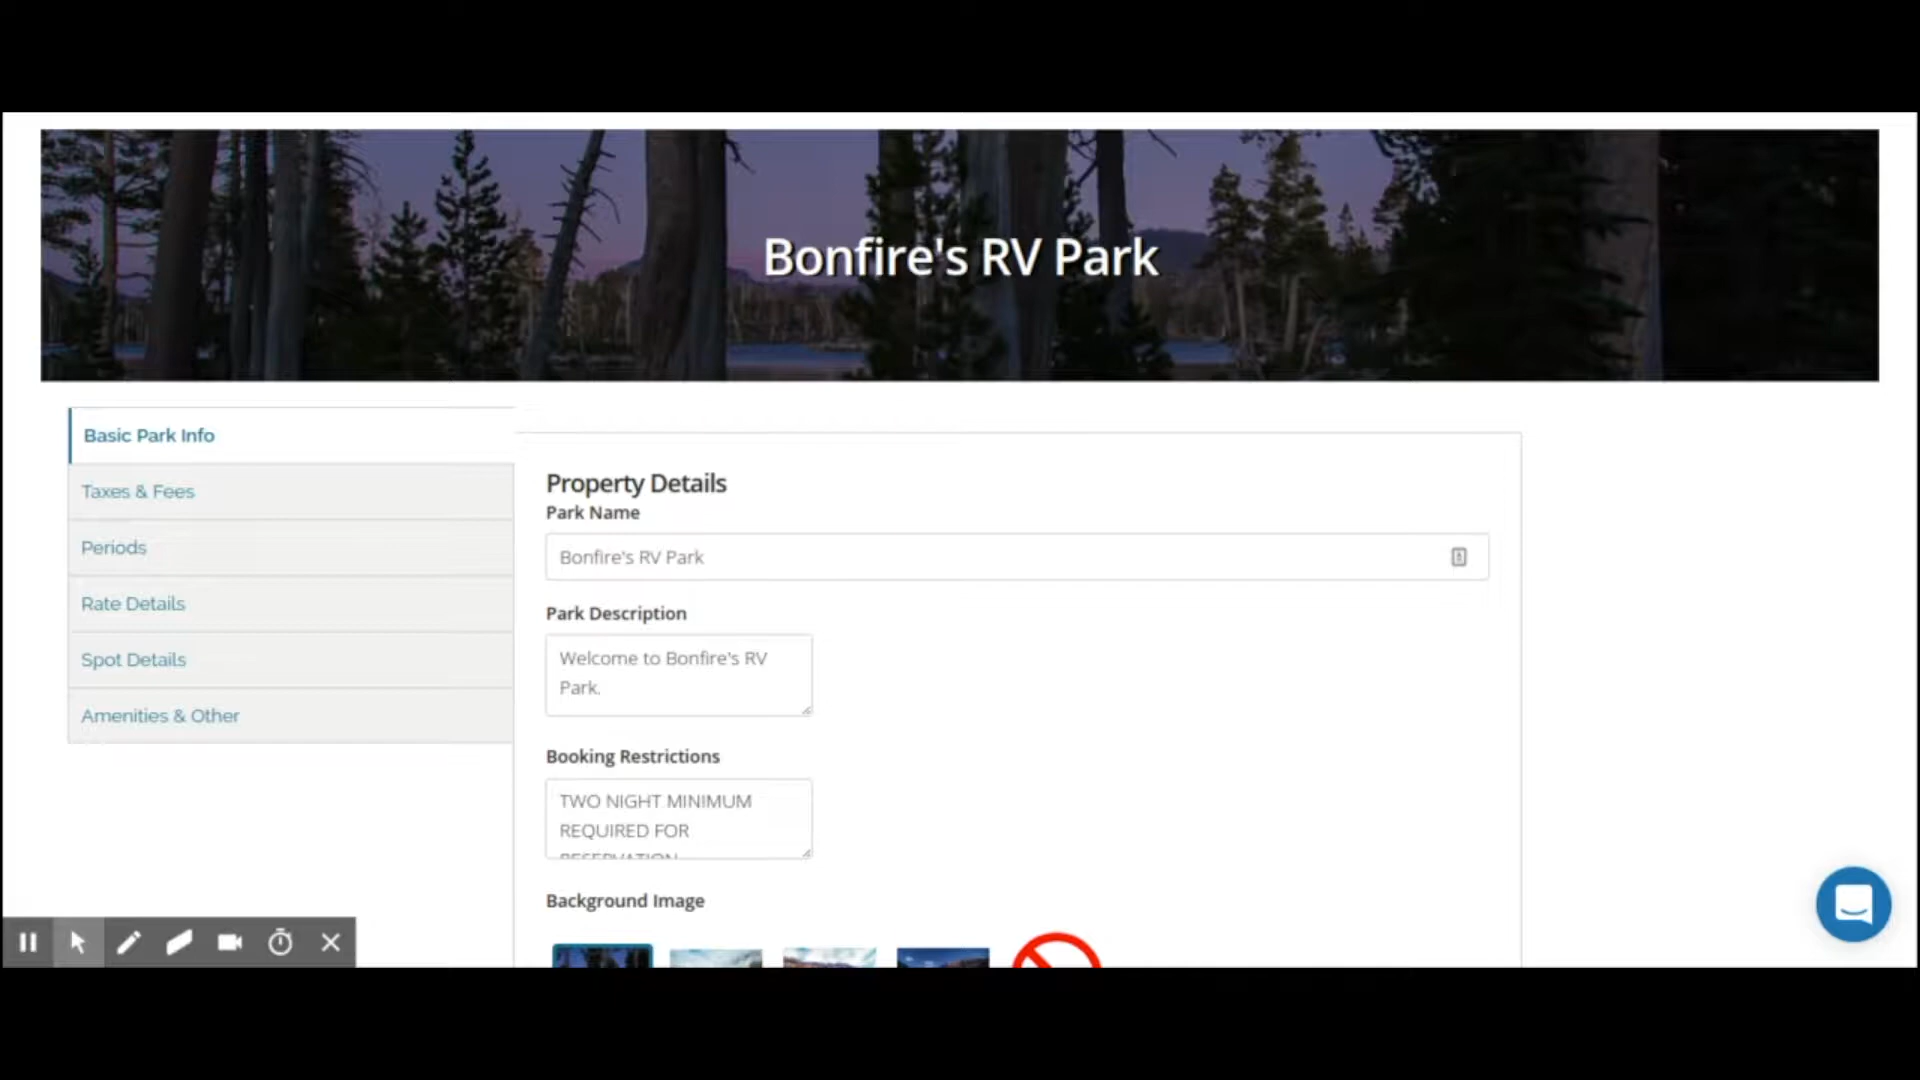 Bonfire's RV Park
Basic Park Info
Taxes & Fees
Periods
Rate Details
Spot Details
Amenities & Other
Property Details
Park Name
Bonfire's RV Park
Park Description
Welcome to Bonfire's RV
Park.
Booking Restrictions
TWO NIGHT MINIMUM
REQUIRED FOR
RESERVATION
Background Image